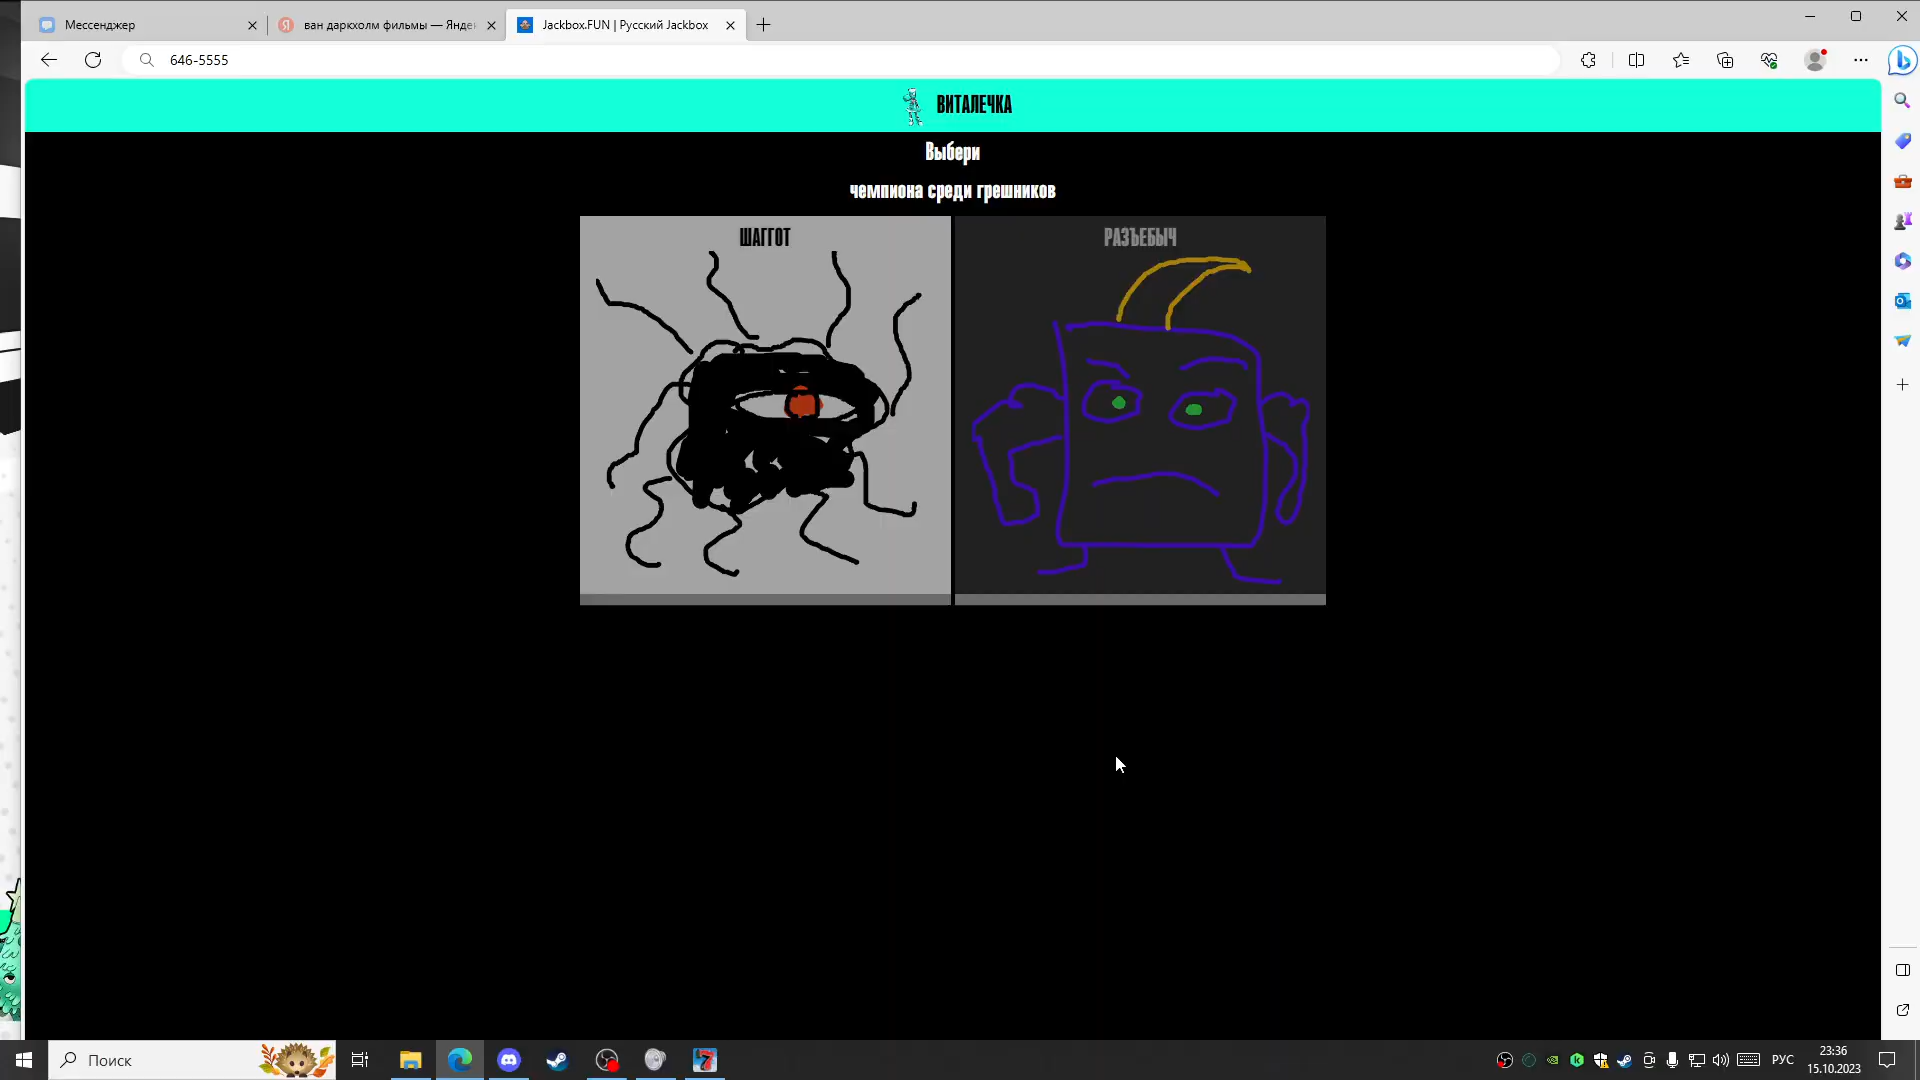 Мессенджер
ван даркхолм фильмы — Яндек
Jackbox.FUN | Русский Jackbox
646-5555
ВИТАЛЕЧКА
Выбери
чемпиона среди грешников
ШАГГОТ
РАЗЪЕБЫЧ
Поиск
РУС
23:36
15.10.2023